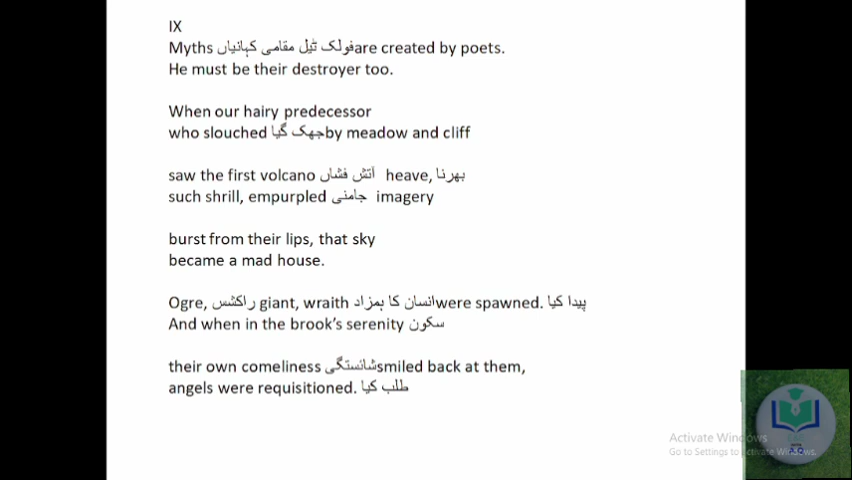 IX
Myths فولک ٹیل مقامی کہانیاں are created by poets.
He must be their destroyer too.
When our hairy predecessor
who slouched جھک گیا by meadow and cliff
saw the first volcano آتش فشاں heave, بھرنا
such shrill, empurpled جامنی imagery
burst from their lips, that sky
became a mad house.
Ogre, راکشس giant, wraith انسان کا ہمزاد were spawned. پیدا کیا
And when in the brook's serenity سکون
their own comeliness شائستگی smiled back at them,
angels were requisitioned. طلب کیا
Activate Windows
Go to Settings to activate Windows.